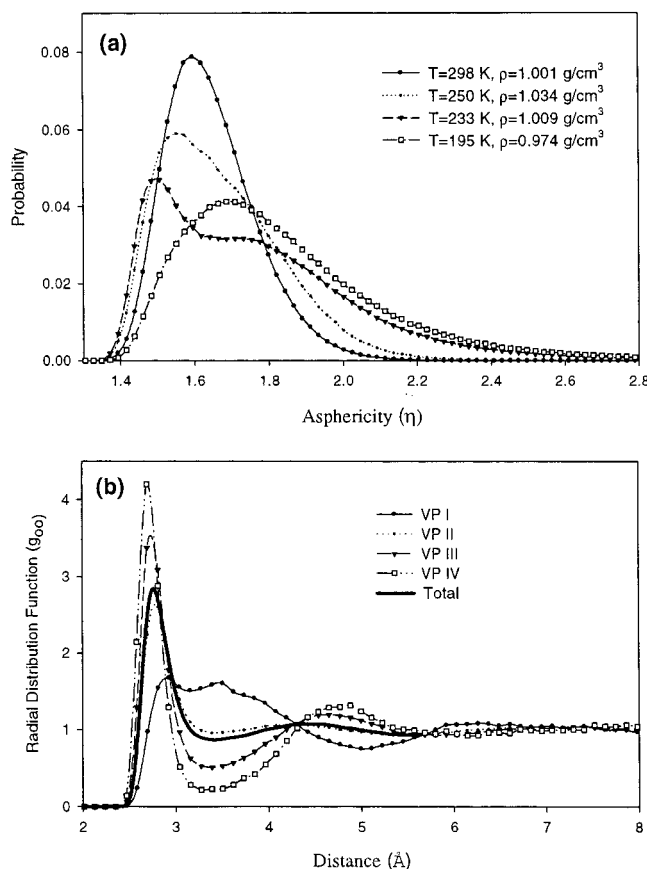 (a)
0.08
0.06
0.04
0.02
0.00
Probability
T=298 K, ρ=1.001 g/cm³
T=250 K, ρ=1.034 g/cm³
T=233 K, ρ=1.009 g/cm³
T=195 K, ρ=0.974 g/cm³
1.4 1.6 1.8 2.0 2.2 2.4 2.6 2.8
Asphericity (η)
(b)
4
3
2
1
0
Radial Distribution Function (g₀₀)
VP I
VP II
VP III
VP IV
Total
2 3 4 5 6 7 8
Distance (Å)